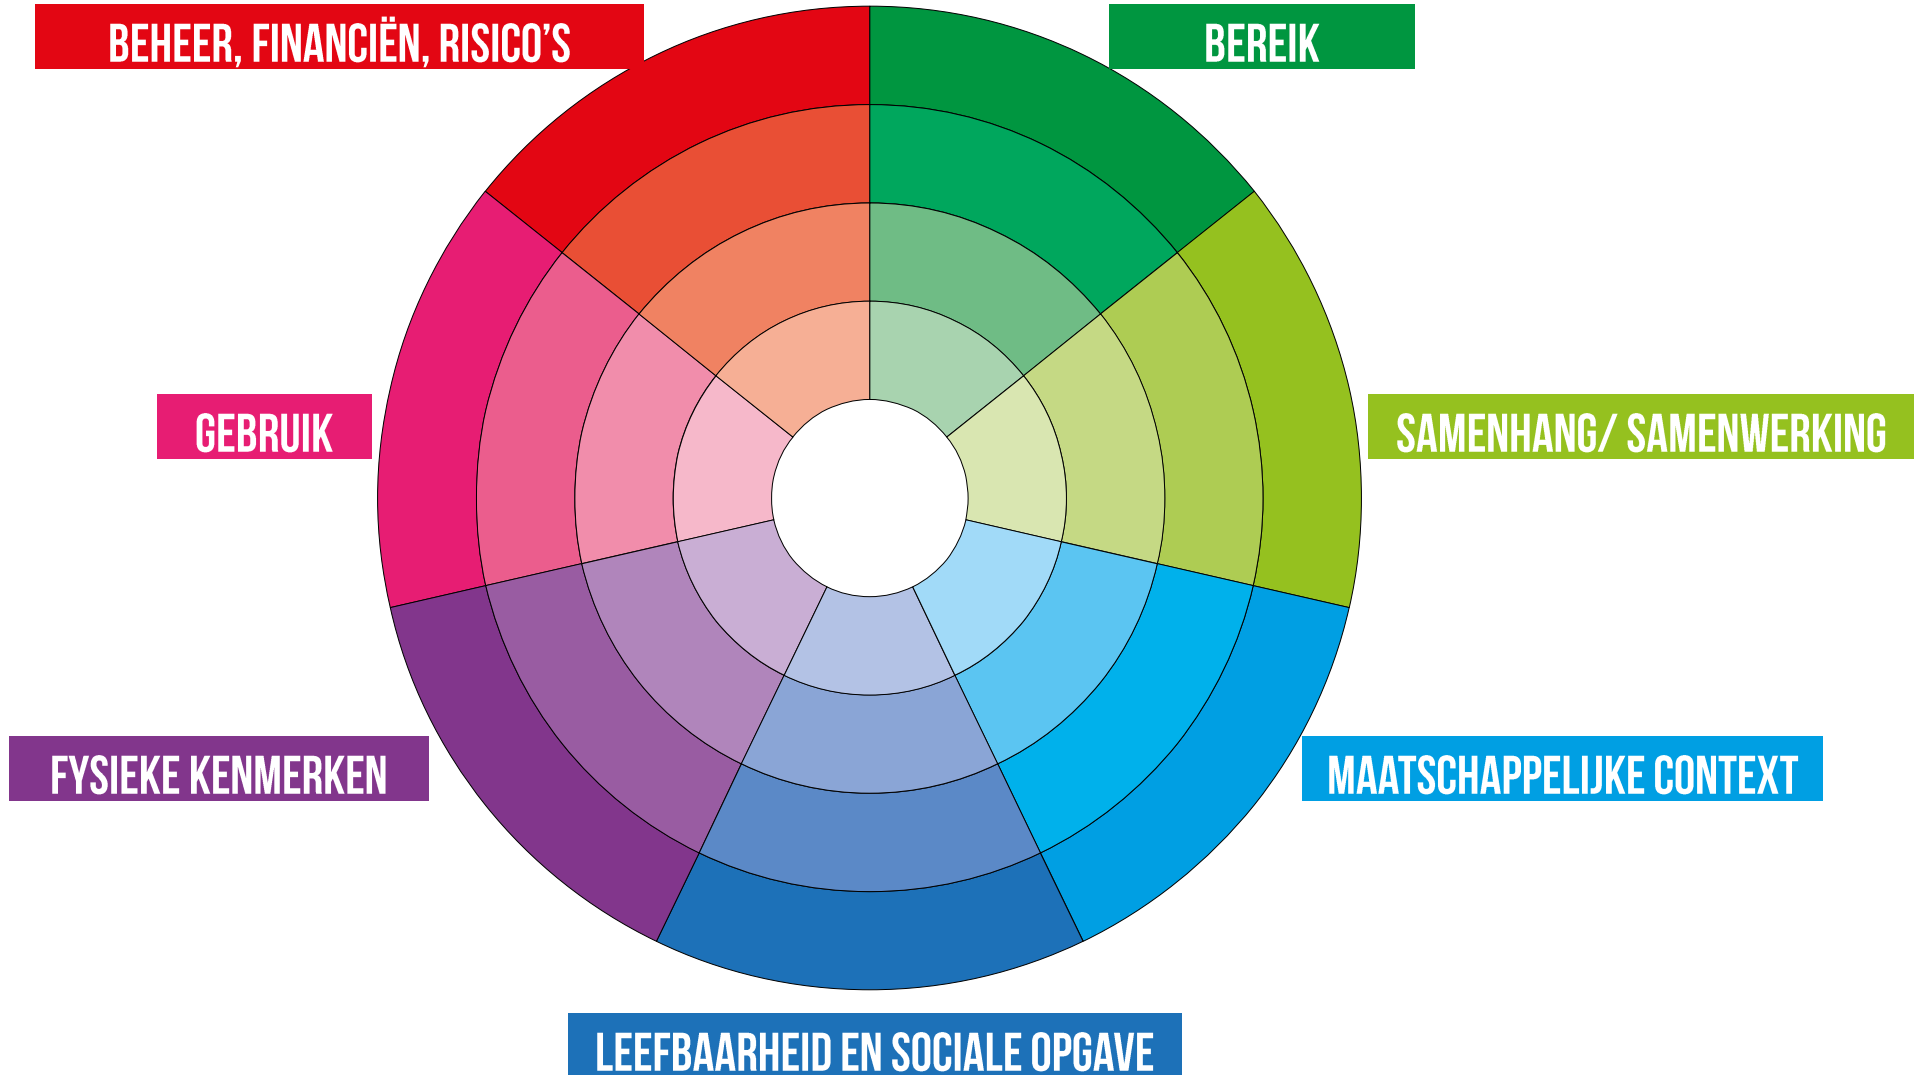 BEHEER, FINANCIËN, RISICO’S
BEREIK
GEBRUIK
SAMENHANG/ SAMENWERKING
FYSIEKE KENMERKEN
MAATSCHAPPELIJKE CONTEXT
LEEFBAARHEID EN SOCIALE OPGAVE